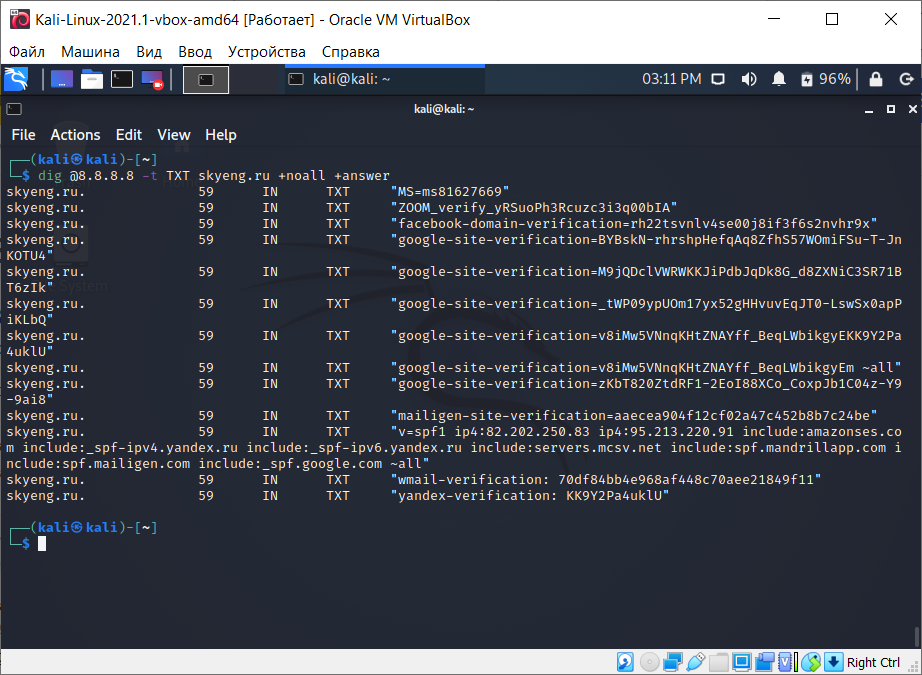 Kali-Linux-2021.1-vbox-amd64 [Работает] - Oracle VM VirtualBox
Файл Машина Вид Ввод Устройства Справка
kali@kali: ~ 03:11 PM 96%
kali@kali: ~
File Actions Edit View Help
┌──(kali㉿kali)-[~]
└─$ dig @8.8.8.8 -t TXT skyeng.ru +noall +answer
skyeng.ru. 59 IN TXT "MS=ms81627669"
skyeng.ru. 59 IN TXT "ZOOM_verify_yRSuoPh3Rcuzc3i3q00bIA"
skyeng.ru. 59 IN TXT "facebook-domain-verification=rh22tsvnlv4se00j8if3f6s2nvhr9x"
skyeng.ru. 59 IN TXT "google-site-verification=BYBskN-rhrshpHefqAq8ZfhS57WOmiFSu-T-Jn
KOTU4"
skyeng.ru. 59 IN TXT "google-site-verification=M9jQDclVWRWKKJiPdbJqDk8G_d8ZXNiC3SR71B
T6zIk"
skyeng.ru. 59 IN TXT "google-site-verification=_tWP09ypUOm17yx52gHHvuvEqJT0-LswSx0apP
iKLbQ"
skyeng.ru. 59 IN TXT "google-site-verification=v8iMw5VNnqKHtZNAYff_BeqLWbikgyEKK9Y2Pa
4uklU"
skyeng.ru. 59 IN TXT "google-site-verification=v8iMw5VNnqKHtZNAYff_BeqLWbikgyEm ~all"
skyeng.ru. 59 IN TXT "google-site-verification=zKbT820ZtdRF1-2EoI88XCo_CoxpJb1C04z-Y9
-9ai8"
skyeng.ru. 59 IN TXT "mailigen-site-verification=aaecea904f12cf02a47c452b8b7c24be"
skyeng.ru. 59 IN TXT "v=spf1 ip4:82.202.250.83 ip4:95.213.220.91 include:amazonses.co
m include:_spf-ipv4.yandex.ru include:_spf-ipv6.yandex.ru include:servers.mcsv.net include:spf.mandrillapp.com i
nclude:spf.mailigen.com include:_spf.google.com ~all"
skyeng.ru. 59 IN TXT "wmail-verification: 70df84bb4e968af448c70aee21849f11"
skyeng.ru. 59 IN TXT "yandex-verification: KK9Y2Pa4uklU"
┌──(kali㉿kali)-[~]
└─$
Right Ctrl